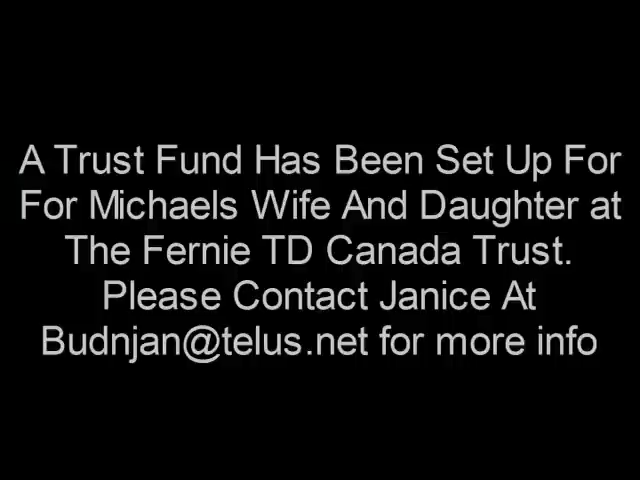 A Trust Fund Has Been Set Up For
For Michaels Wife And Daughter at
The Fernie TD Canada Trust.
Please Contact Janice At
Budnjan@telus.net for more info